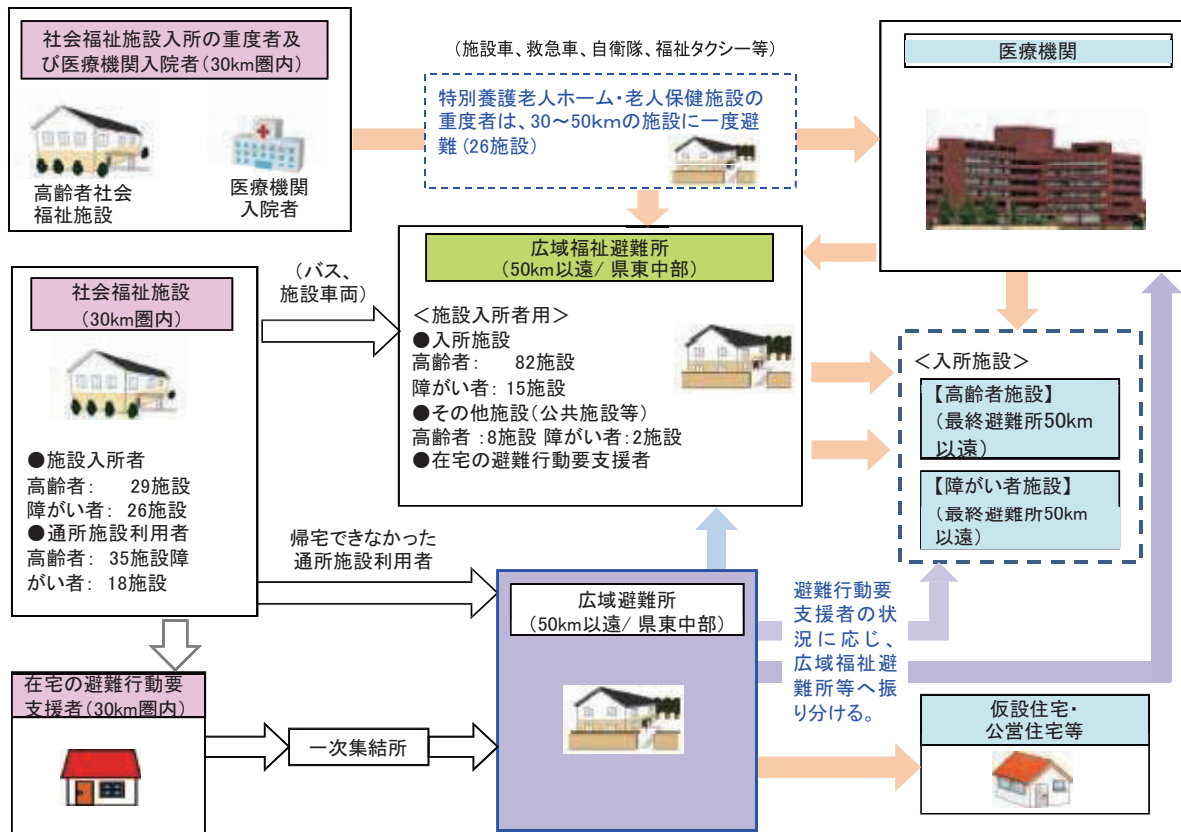 社会福祉施設入所の重度者及
び医療機関入院者(30km圏内)
高齢者社会
福祉施設
医療機関
入院者
(施設車、救急車、自衛隊、福祉タクシー等)
特別養護老人ホーム・老人保健施設の
重度者は、30～50kmの施設に一度避
難(26施設)
医療機関
社会福祉施設
(30km圏内)
●施設入所者
高齢者: 29施設
障がい者: 26施設
●通所施設利用者
高齢者: 35施設障
がい者: 18施設
(バス、
施設車両)
広域福祉避難所
(50km以遠/ 県東中部)
＜施設入所者用＞
●入所施設
高齢者: 82施設
障がい者: 15施設
●その他施設(公共施設等)
高齢者:8施設 障がい者:2施設
●在宅の避難行動要支援者
＜入所施設＞
【高齢者施設】
(最終避難所50km
以遠)
【障がい者施設】
(最終避難所50km
以遠)
帰宅できなかった
通所施設利用者
広域避難所
(50km以遠/ 県東中部)
避難行動要
支援者の状
況に応じ、
広域福祉避
難所等へ振
り分ける。
在宅の避難行動要
支援者(30km圏内)
一次集結所
仮設住宅・
公営住宅等